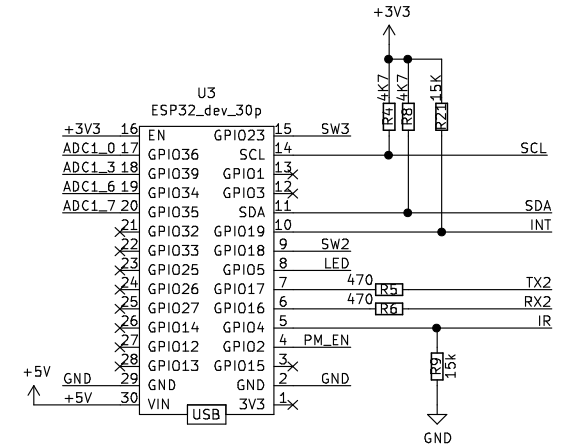 +3V3
4K7 4K7 15K
R4 R8 R21
U3
ESP32_dev_30p
+3V3 16 EN GPIO23 15 SW3
ADC1_0 17 GPIO36 SCL 14 SCL
ADC1_3 18 GPIO39 GPIO1 13
ADC1_6 19 GPIO34 GPIO3 12
ADC1_7 20 GPIO35 SDA 11 SDA
21 GPIO32 GPIO19 10 INT
22 GPIO33 GPIO18 9 SW2
23 GPIO25 GPIO5 8 LED
24 GPIO26 GPIO17 7 470 R5 TX2
25 GPIO27 GPIO16 6 470 R6 RX2
26 GPIO14 GPIO4 5 IR
27 GPIO12 GPIO2 4 PM_EN
28 GPIO13 GPIO15 3
R9 15k
+5V
GND 29 GND GND 2 GND
+5V 30 VIN 3V3 1
USB
GND